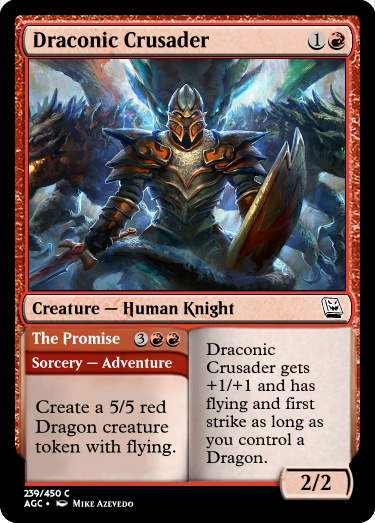 Draconic Crusader 1
Creature — Human Knight
The Promise 3
Sorcery — Adventure
Create a 5/5 red
Dragon creature
token with flying.
Draconic
Crusader gets
+1/+1 and has
flying and first
strike as long as
you control a
Dragon.
2/2
239/450 C
AGC • Mike Azevedo